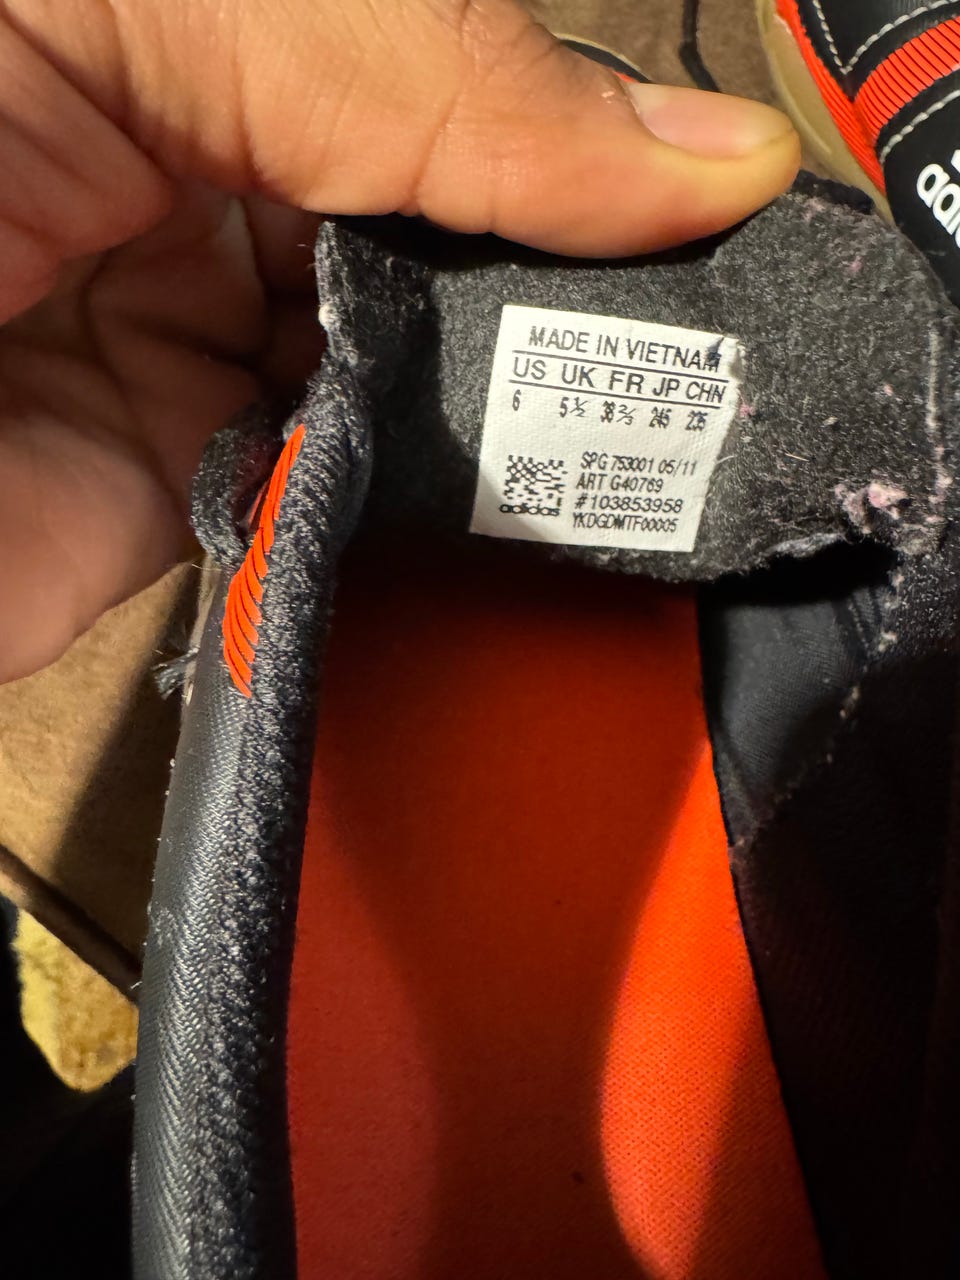 MADE IN VIETNAM
US UK FR JP CHN
6 5½ 38⅔ 245 235
SPG 753001 05/11
ART G40769
#103853958
YKDGDMTF00005
adidas